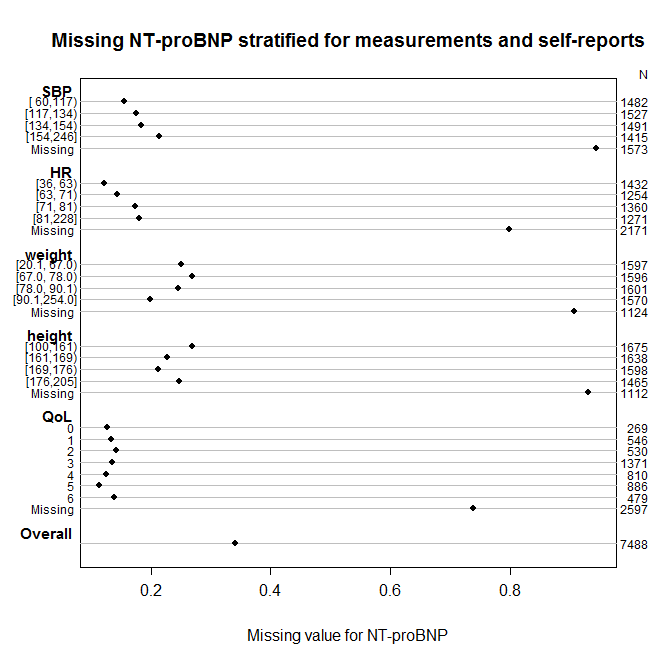 Missing NT-proBNP stratified for measurements and self-reports
N
SBP
[ 60,117) 1482
[117,134) 1527
[134,154) 1491
[154,246] 1415
Missing 1573
HR
[36, 63) 1432
[63, 71) 1254
[71, 81) 1360
[81,228] 1271
Missing 2171
weight
[20.1, 67.0) 1597
[67.0, 78.0) 1596
[78.0, 90.1) 1601
[90.1,254.0] 1570
Missing 1124
height
[100,161) 1675
[161,169) 1638
[169,176) 1598
[176,205] 1465
Missing 1112
QoL
0 269
1 546
2 530
3 1371
4 810
5 886
6 479
Missing 2597
Overall
7488
0.2 0.4 0.6 0.8
Missing value for NT-proBNP